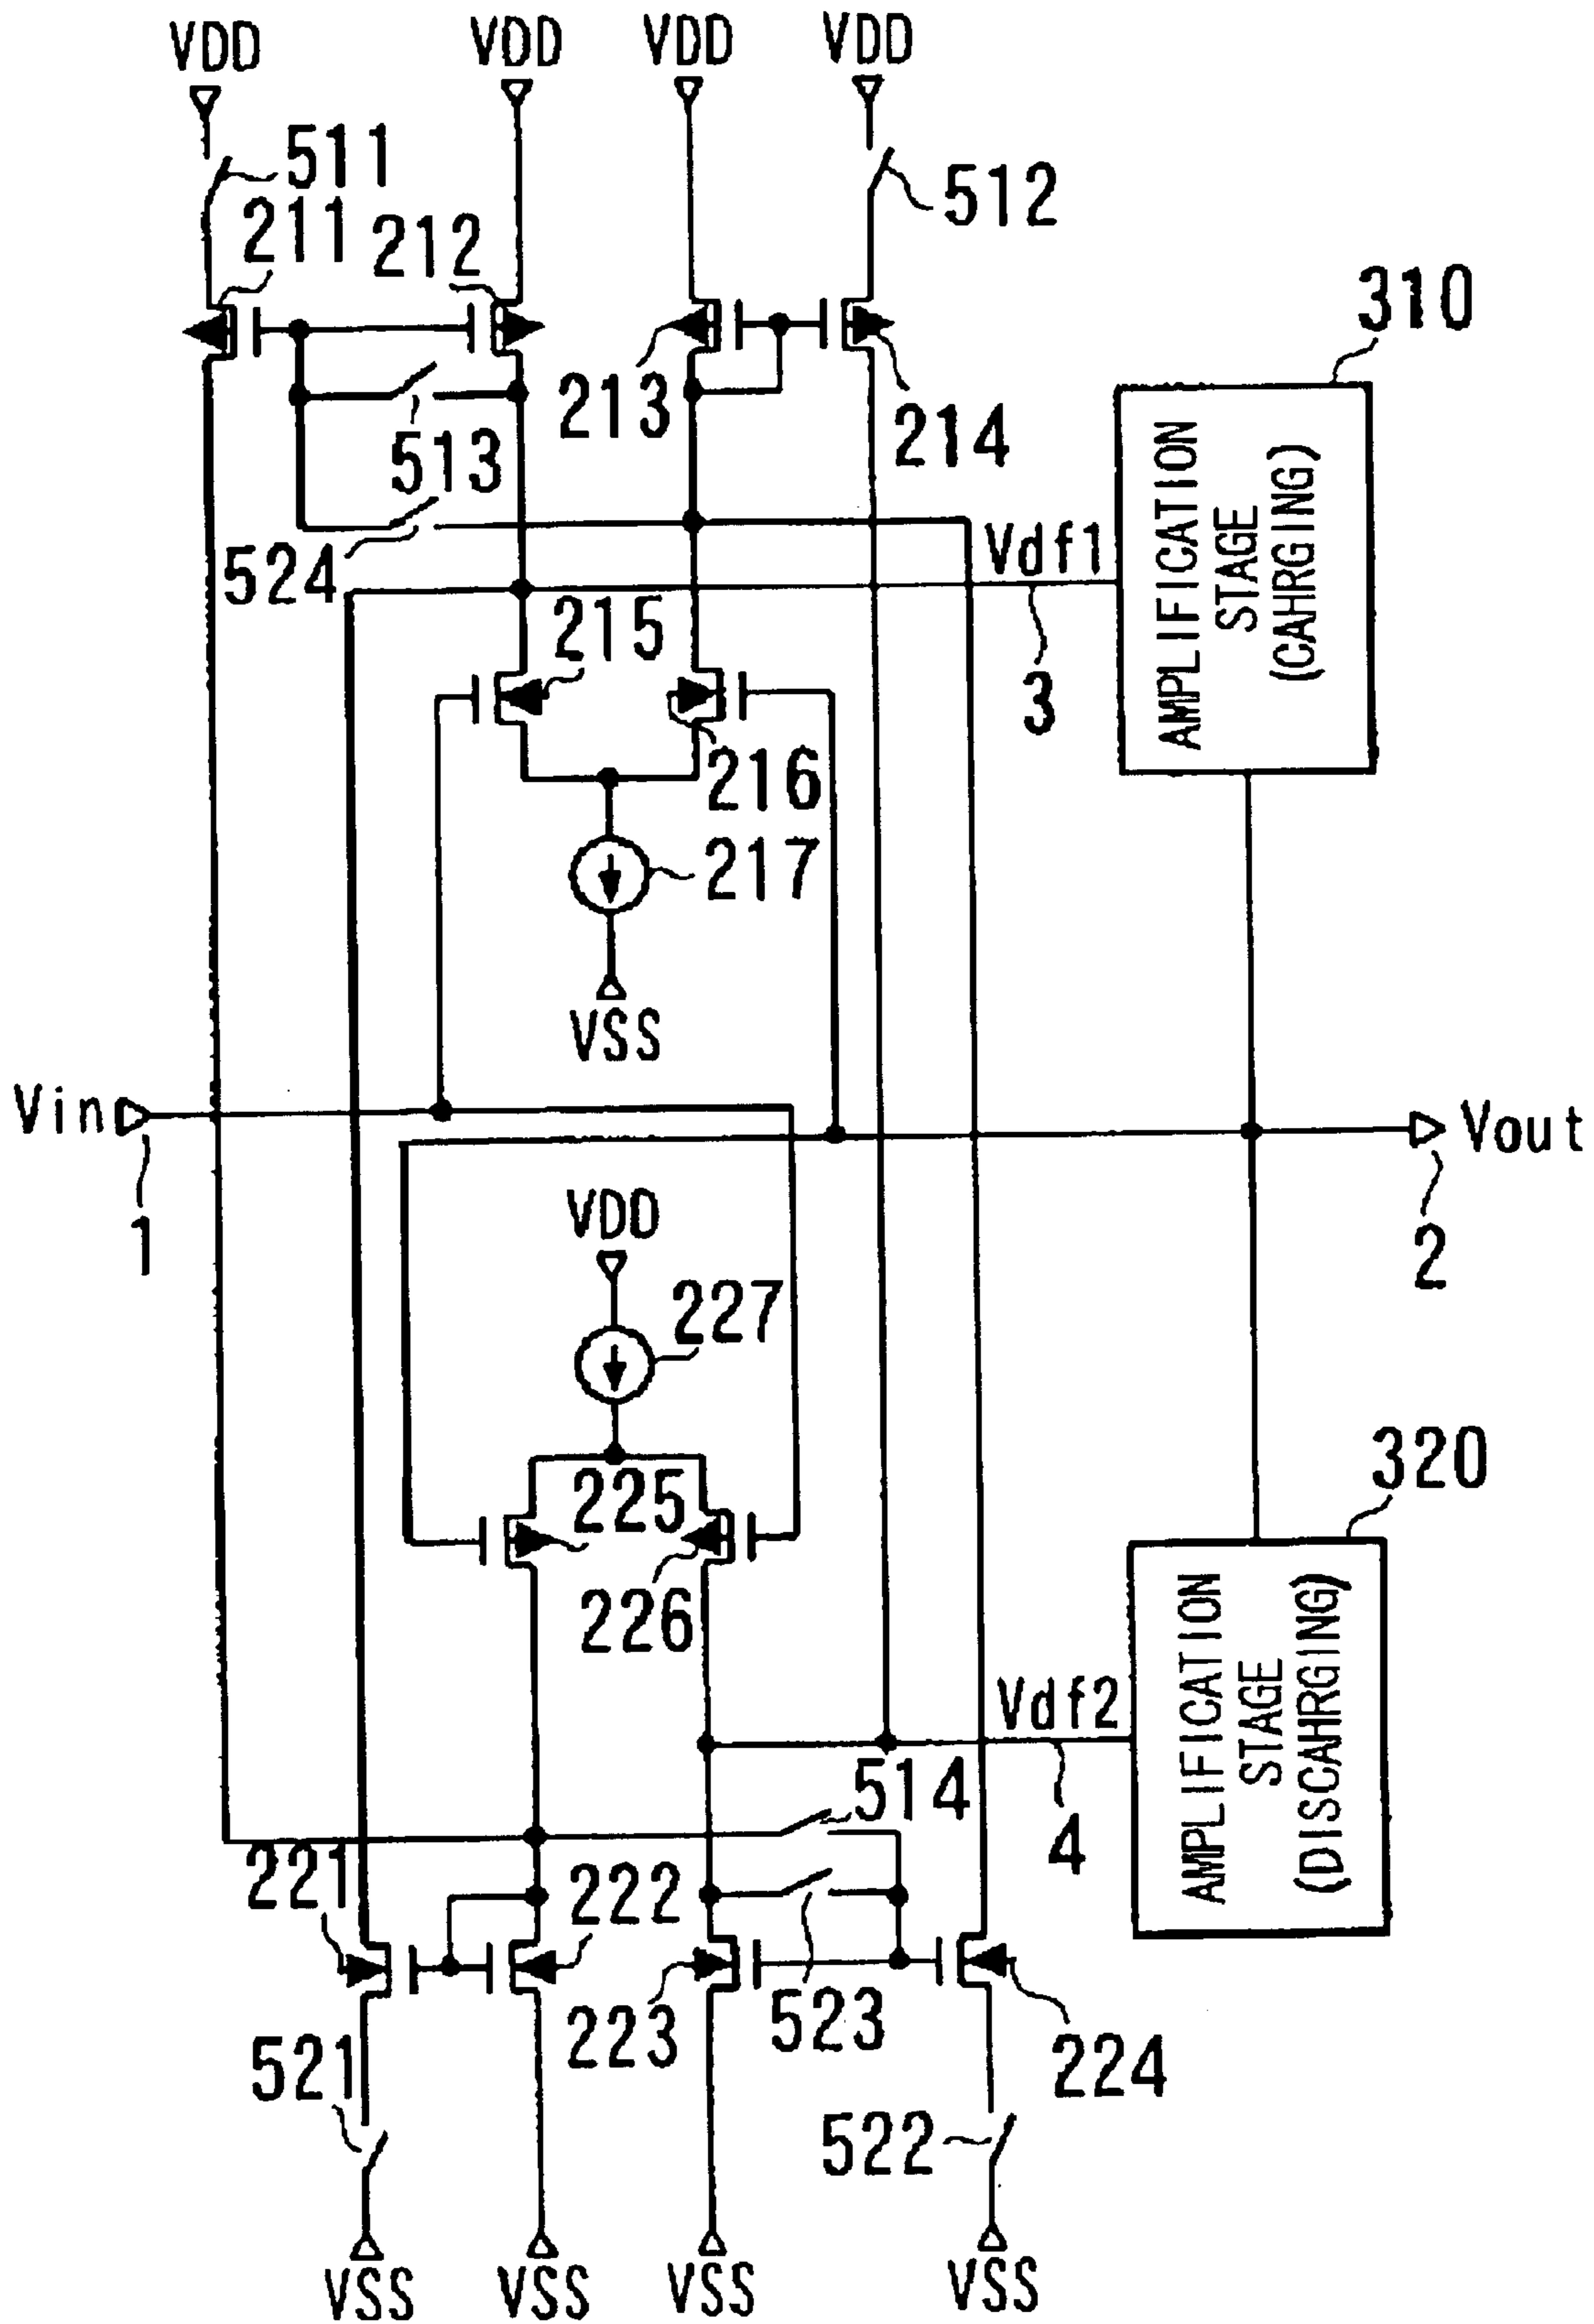 VDD VDD VDD VDD
511
512
211
212
310
213
214
513
524
Vdf1
215
3
AMPLIFICATION
STAGE
(CAHRGING)
216
217
VSS
Vin
Vout
1
2
VDD
227
320
225
226
Vdf2
514
4
AMPLIFICATION
STAGE
(DISCAHRGING)
221
222
223
523
224
521
522
VSS VSS VSS VSS